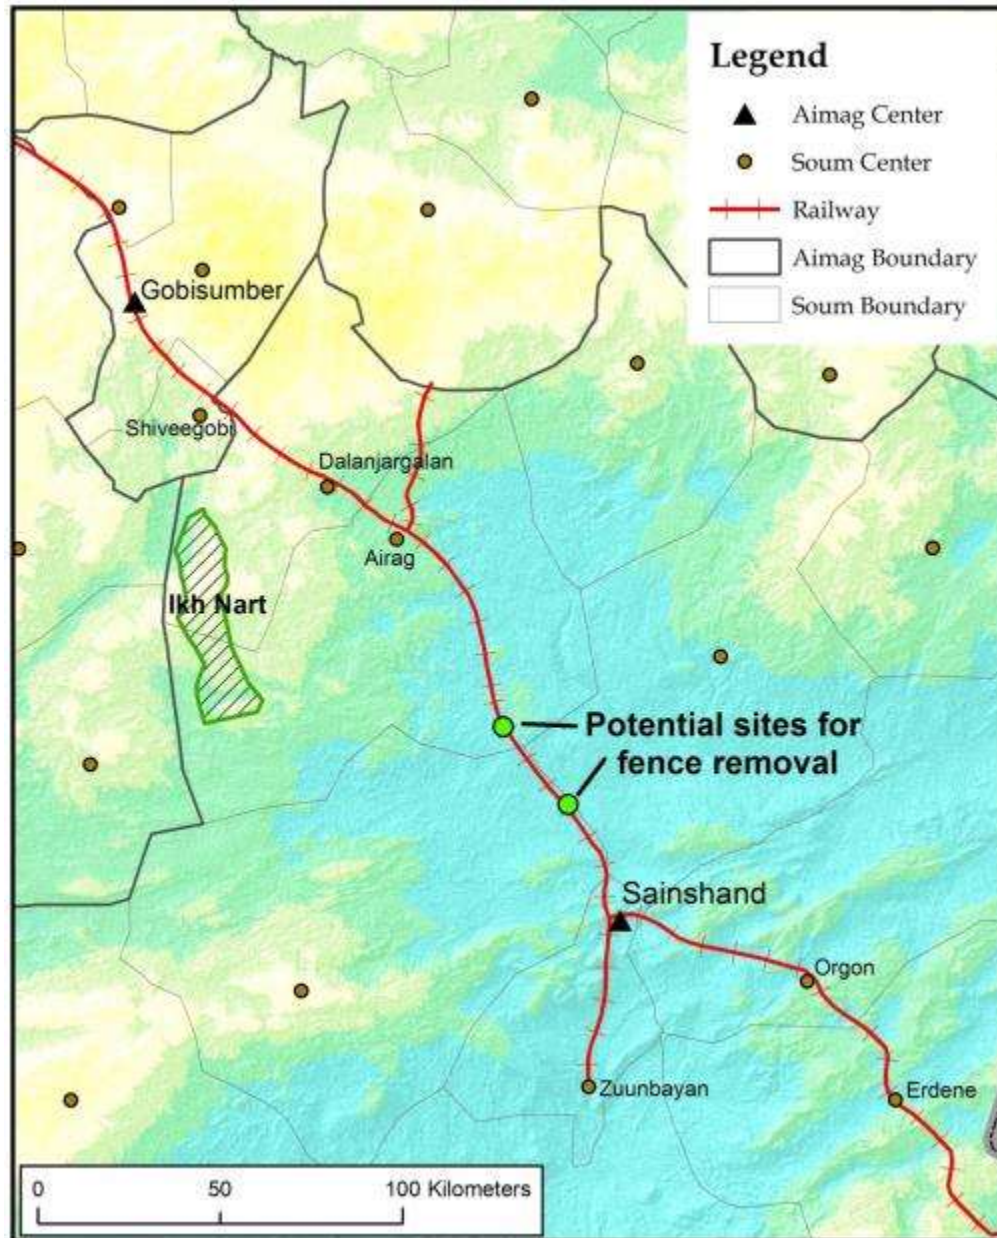 Legend
Aimag Center
Soum Center
Railway
Aimag Boundary
Soum Boundary
Gobisumber
Shiveegobi
Dalanjargalan
Airag
Ikh Nart
Potential sites for
fence removal
Sainshand
Orgon
Zuunbayan
Erdene
0 50 100 Kilometers